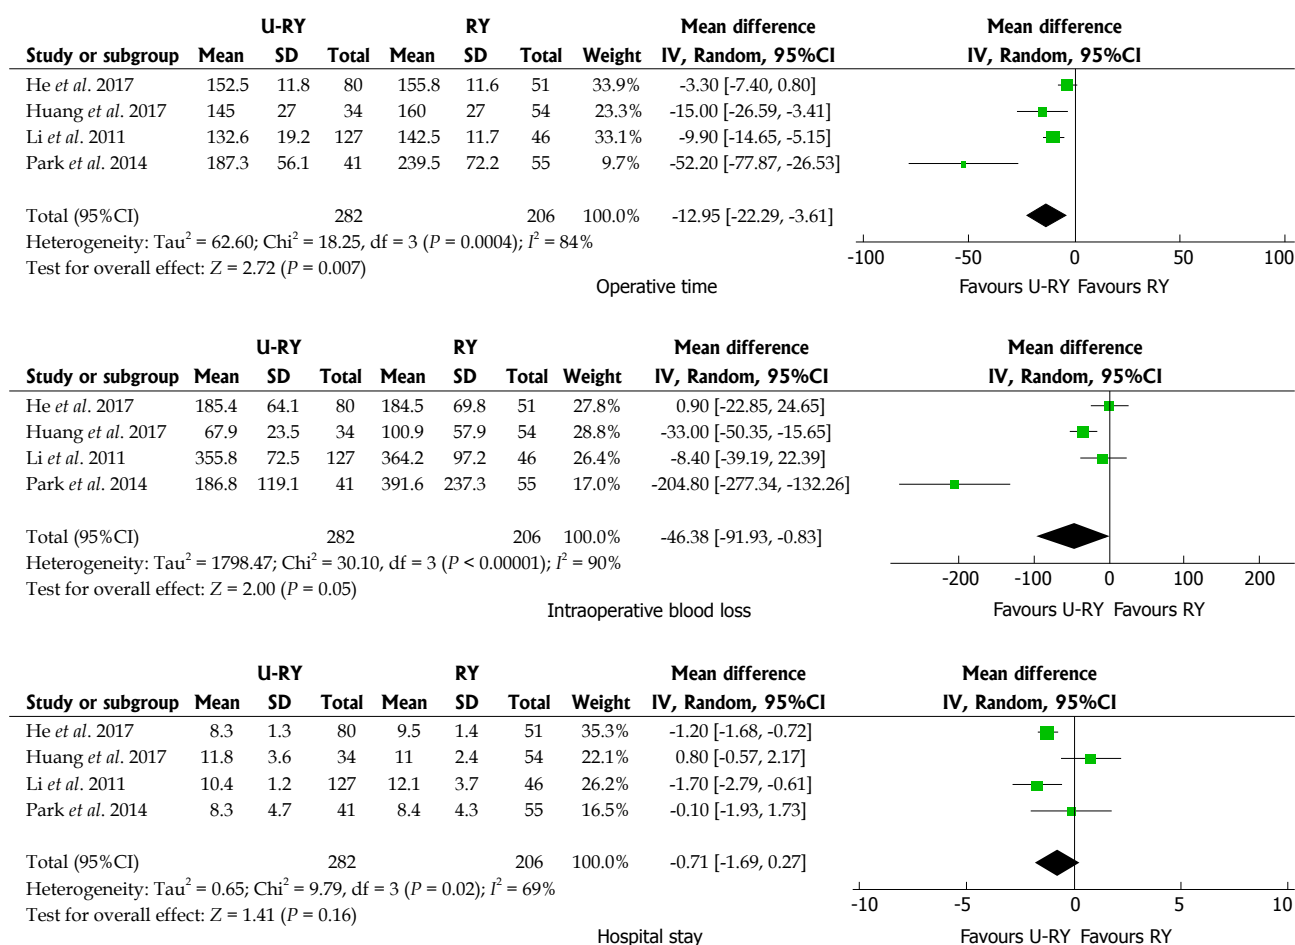 U-RY RY Mean difference Mean difference
Study or subgroup Mean SD Total Mean SD Total Weight IV, Random, 95%CI IV, Random, 95%CI
He et al. 2017 152.5 11.8 80 155.8 11.6 51 33.9% -3.30 [-7.40, 0.80]
Huang et al. 2017 145 27 34 160 27 54 23.3% -15.00 [-26.59, -3.41]
Li et al. 2011 132.6 19.2 127 142.5 11.7 46 33.1% -9.90 [-14.65, -5.15]
Park et al. 2014 187.3 56.1 41 239.5 72.2 55 9.7% -52.20 [-77.87, -26.53]
Total (95%CI) 282 206 100.0% -12.95 [-22.29, -3.61]
Heterogeneity: Tau² = 62.60; Chi² = 18.25, df = 3 (P = 0.0004); I² = 84%
-100 -50 0 50 100
Test for overall effect: Z = 2.72 (P = 0.007)
Operative time Favours U-RY Favours RY
U-RY RY Mean difference Mean difference
Study or subgroup Mean SD Total Mean SD Total Weight IV, Random, 95%CI IV, Random, 95%CI
He et al. 2017 185.4 64.1 80 184.5 69.8 51 27.8% 0.90 [-22.85, 24.65]
Huang et al. 2017 67.9 23.5 34 100.9 57.9 54 28.8% -33.00 [-50.35, -15.65]
Li et al. 2011 355.8 72.5 127 364.2 97.2 46 26.4% -8.40 [-39.19, 22.39]
Park et al. 2014 186.8 119.1 41 391.6 237.3 55 17.0% -204.80 [-277.34, -132.26]
Total (95%CI) 282 206 100.0% -46.38 [-91.93, -0.83]
Heterogeneity: Tau² = 1798.47; Chi² = 30.10, df = 3 (P < 0.00001); I² = 90%
-200 -100 0 100 200
Test for overall effect: Z = 2.00 (P = 0.05)
Intraoperative blood loss Favours U-RY Favours RY
U-RY RY Mean difference Mean difference
Study or subgroup Mean SD Total Mean SD Total Weight IV, Random, 95%CI IV, Random, 95%CI
He et al. 2017 8.3 1.3 80 9.5 1.4 51 35.3% -1.20 [-1.68, -0.72]
Huang et al. 2017 11.8 3.6 34 11 2.4 54 22.1% 0.80 [-0.57, 2.17]
Li et al. 2011 10.4 1.2 127 12.1 3.7 46 26.2% -1.70 [-2.79, -0.61]
Park et al. 2014 8.3 4.7 41 8.4 4.3 55 16.5% -0.10 [-1.93, 1.73]
Total (95%CI) 282 206 100.0% -0.71 [-1.69, 0.27]
Heterogeneity: Tau² = 0.65; Chi² = 9.79, df = 3 (P = 0.02); I² = 69%
-10 -5 0 5 10
Test for overall effect: Z = 1.41 (P = 0.16)
Hospital stay Favours U-RY Favours RY